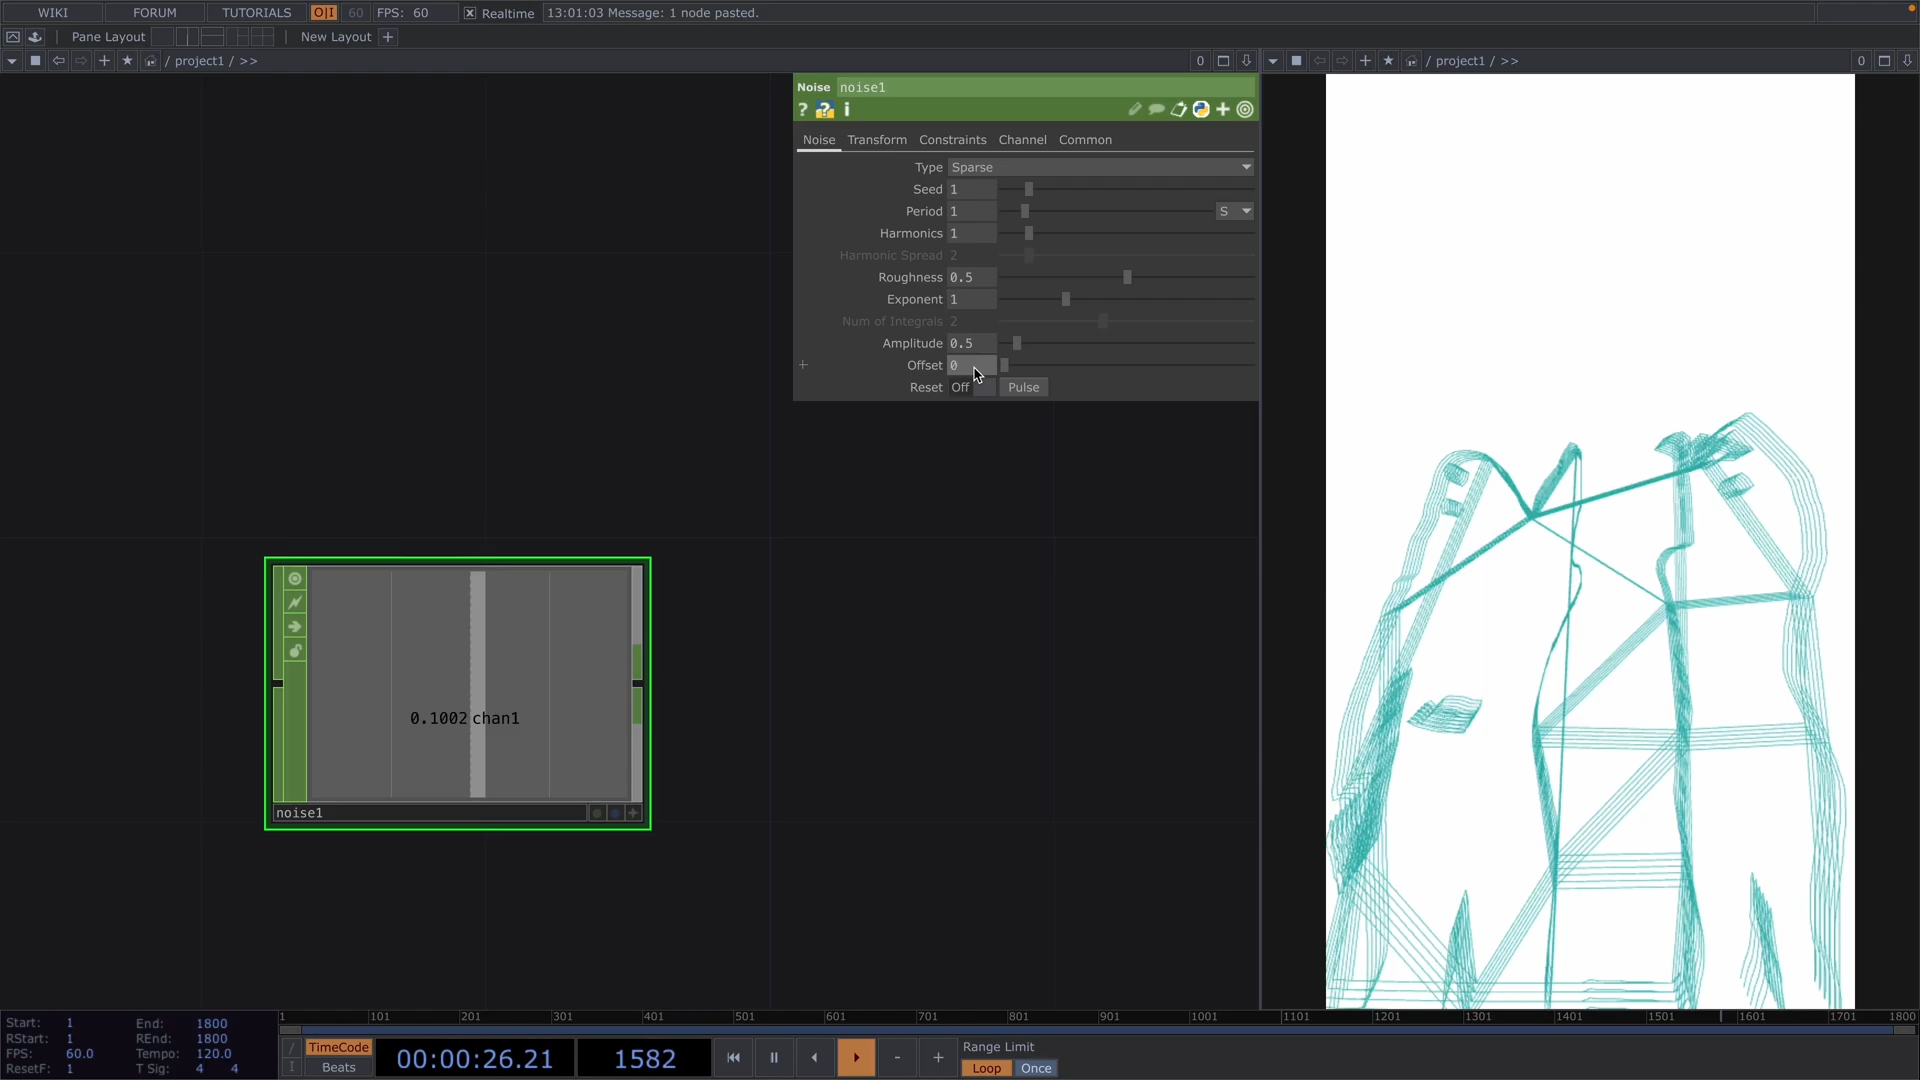 WIKI FORUM TUTORIALS O|I 60 FPS: 60 Realtime 13:01:03 Message: 1 node pasted.
Pane Layout New Layout +
/ project1 / >> 0 / project1 / >> 0
Noise noise1
? ? i
Noise Transform Constraints Channel Common
Type Sparse
Seed 1
Period 1 S
Harmonics 1
Harmonic Spread 2
Roughness 0.5
Exponent 1
Num of Integrals 2
Amplitude 0.5
+ Offset 0
Reset Off Pulse
0.1002 chan1
noise1
1 101 201 301 401 501 601 701 801 901 1001 1101 1201 1301 1401 1501 1601 1701 1800
Start: 1 End: 1800
RStart: 1 REnd: 1800
FPS: 60.0 Tempo: 120.0
ResetF: 1 T Sig: 4 4
TimeCode
Beats
00:00:26.21 1582 - +
Range Limit
Loop Once